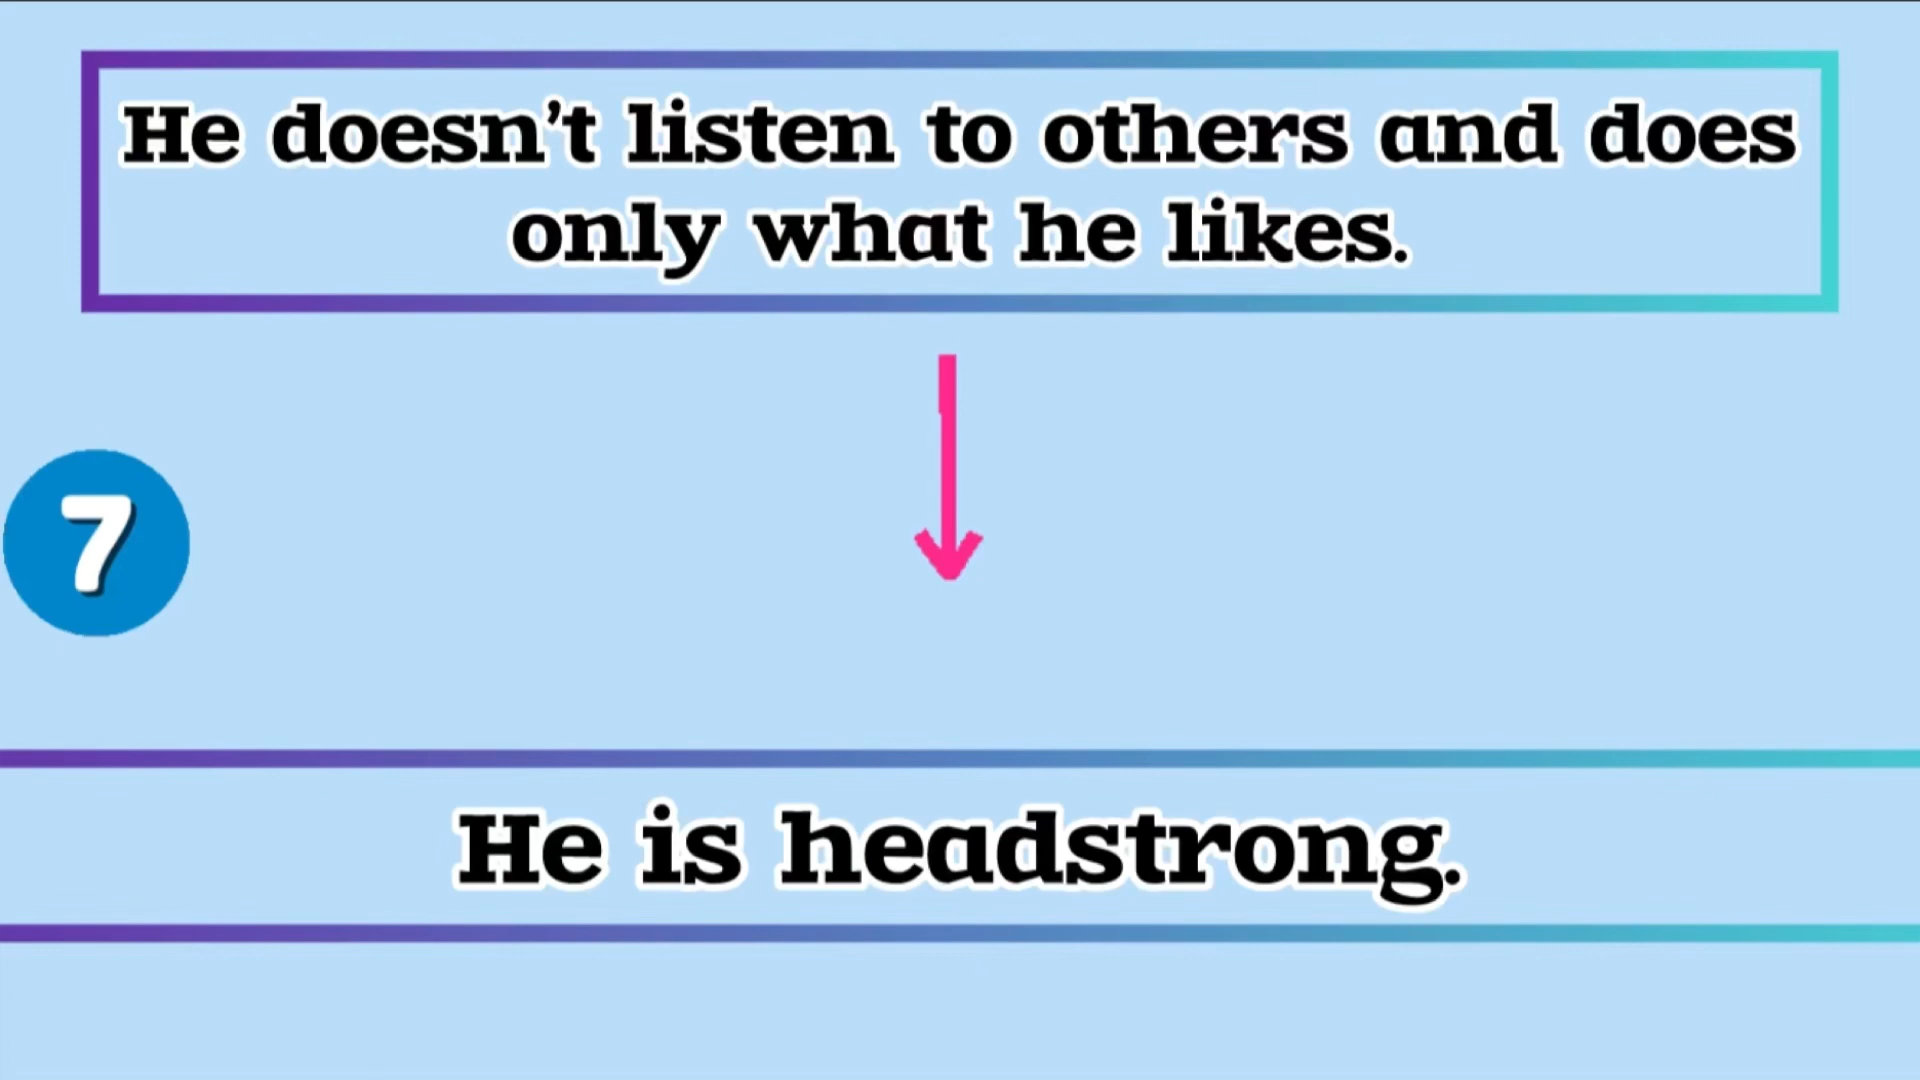 He doesn’t listen to others and does
only what he likes.
7
He is headstrong.